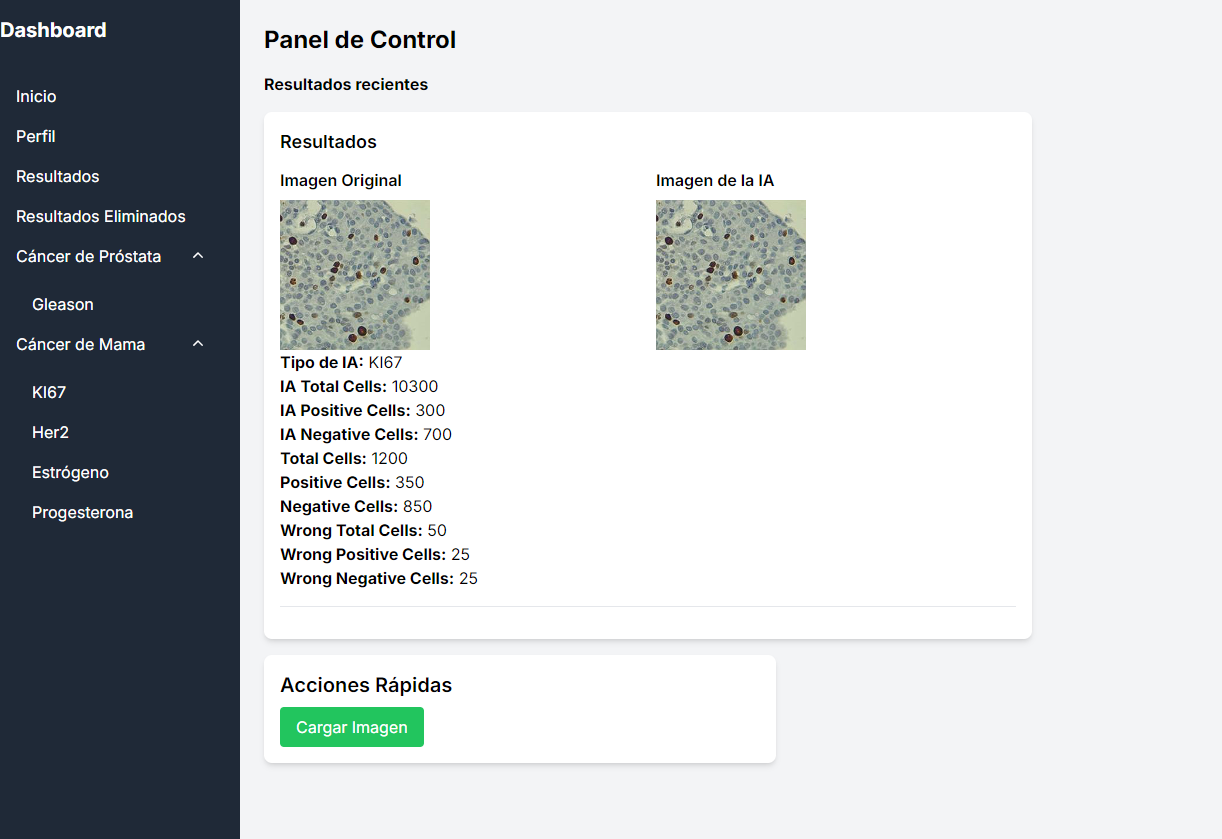 Dashboard
Inicio
Perfil
Resultados
Resultados Eliminados
Cáncer de Próstata
Gleason
Cáncer de Mama
KI67
Her2
Estrógeno
Progesterona
Panel de Control
Resultados recientes
Resultados
Imagen Original
Imagen de la IA
Tipo de IA: KI67
IA Total Cells: 10300
IA Positive Cells: 300
IA Negative Cells: 700
Total Cells: 1200
Positive Cells: 350
Negative Cells: 850
Wrong Total Cells: 50
Wrong Positive Cells: 25
Wrong Negative Cells: 25
Acciones Rápidas
Cargar Imagen